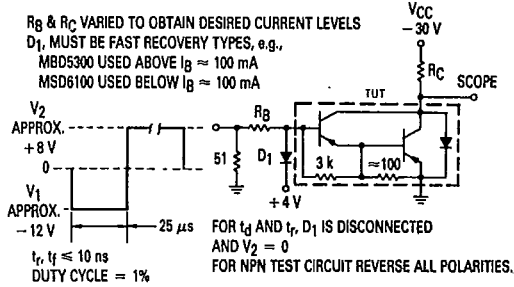 RB & RC VARIED TO OBTAIN DESIRED CURRENT LEVELS
D1, MUST BE FAST RECOVERY TYPES, e.g.,
MBD5300 USED ABOVE IB ≈ 100 mA
MSD6100 USED BELOW IB ≈ 100 mA
VCC
– 30 V
RC
SCOPE
TUT
V2
APPROX.
+8 V
0
V1
APPROX.
– 12 V
25 µs
tr, tf ≤ 10 ns
DUTY CYCLE = 1%
RB
51
D1
+4 V
3 k
≈100
FOR td AND tr, D1 IS DISCONNECTED
AND V2 = 0
FOR NPN TEST CIRCUIT REVERSE ALL POLARITIES.